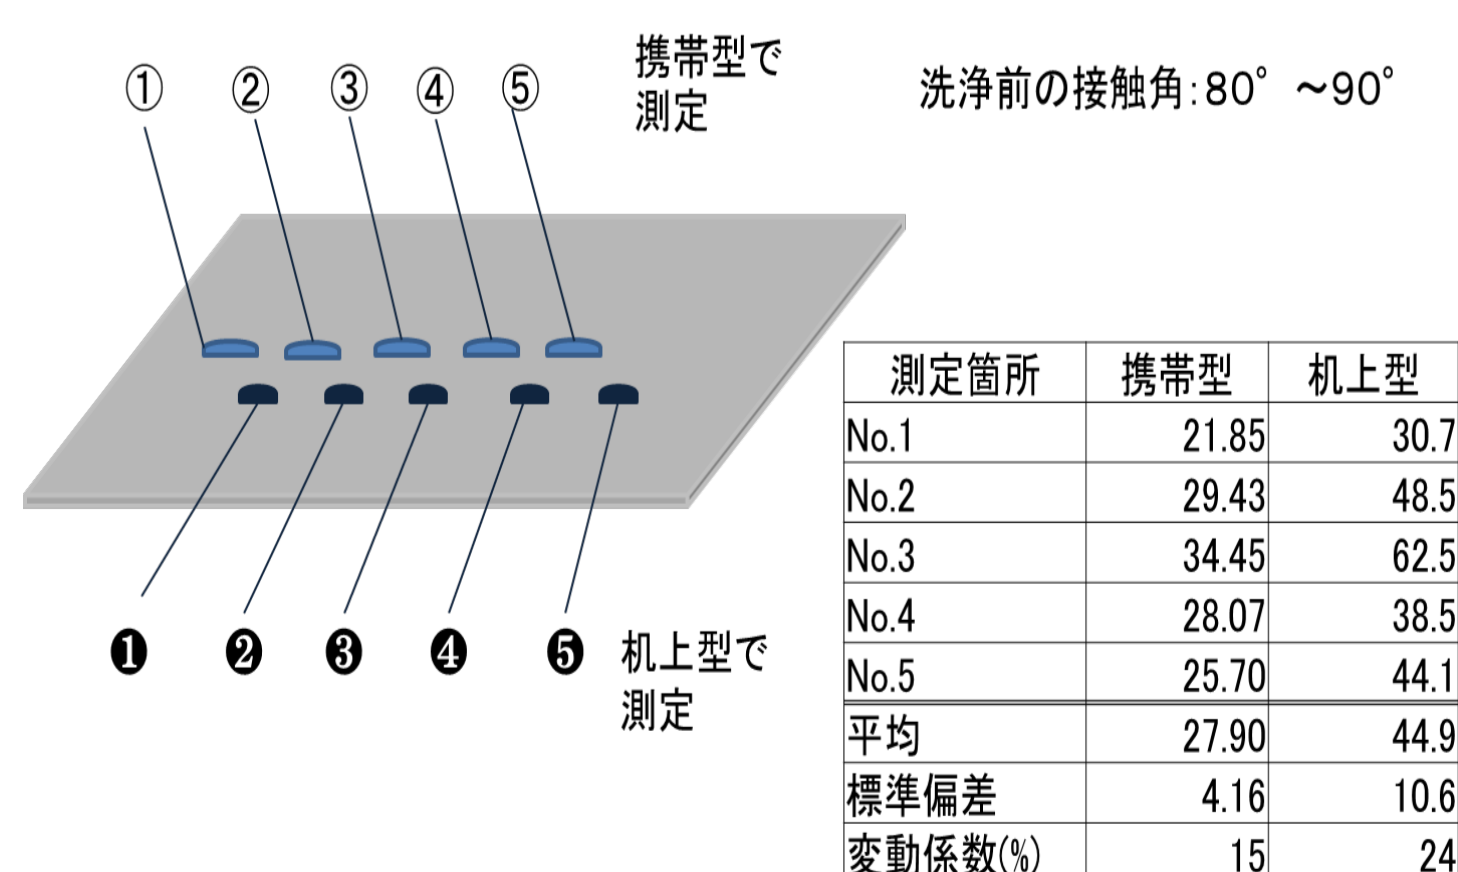 ① ② ③ ④ ⑤
携帯型で
測定
洗浄前の接触角:80°～90°
❶ ❷ ❸ ❹ ❺
机上型で
測定
測定箇所 携帯型 机上型
No.1 21.85 30.7
No.2 29.43 48.5
No.3 34.45 62.5
No.4 28.07 38.5
No.5 25.70 44.1
平均 27.90 44.9
標準偏差 4.16 10.6
変動係数(%) 15 24